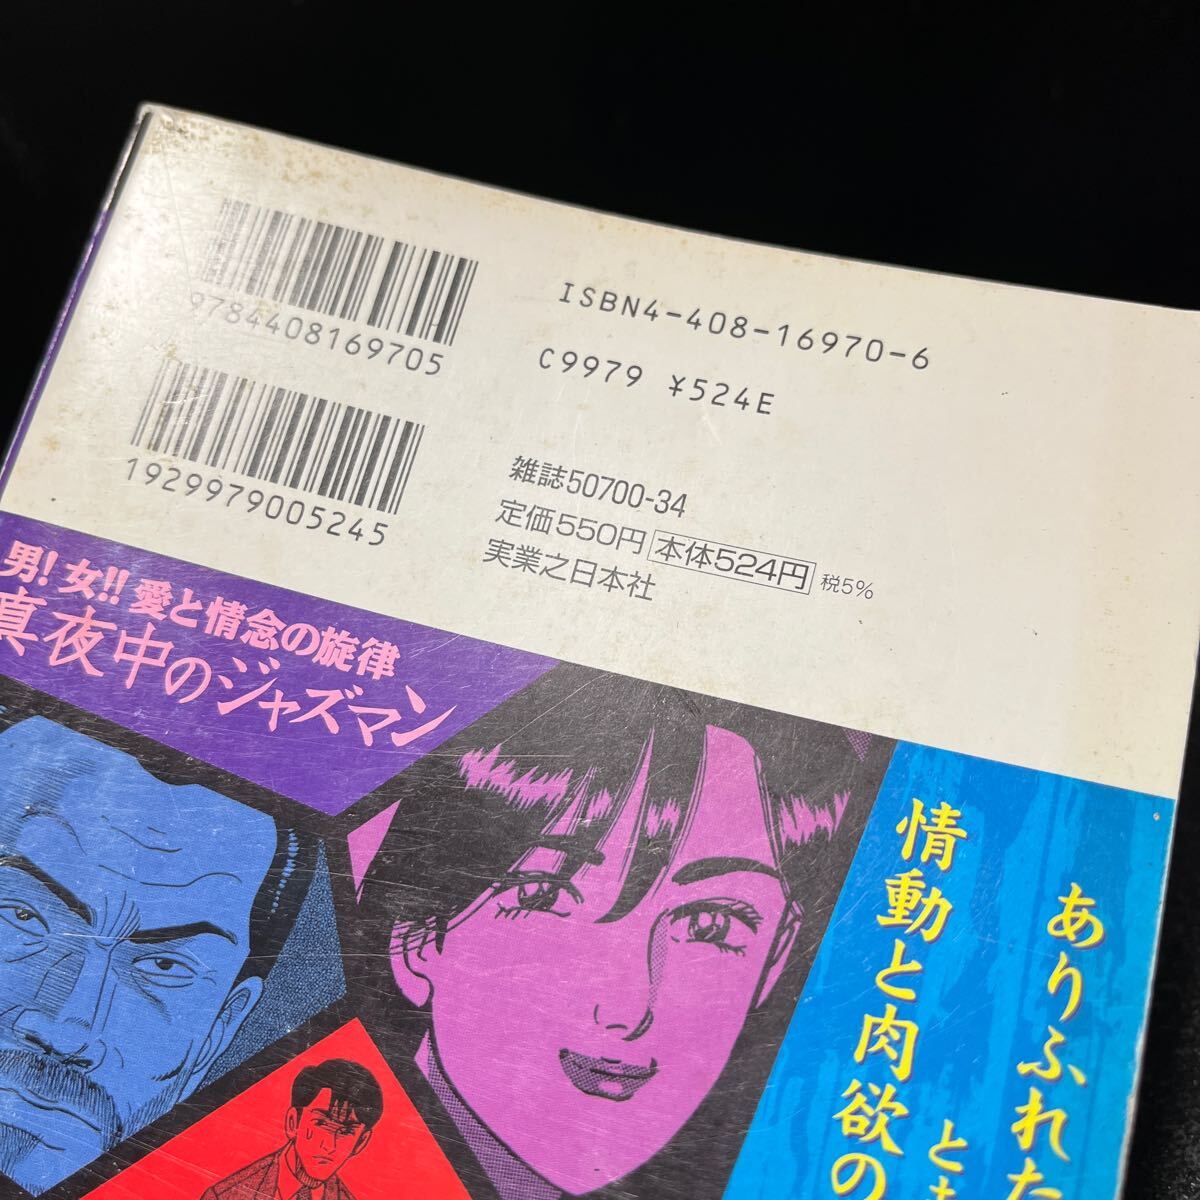 9784408169705
1929979005245
ISBN4-408-16970-6
C9979 ¥524E
雑誌50700-34
定価550円 本体524円 税5%
実業之日本社
男!女!!愛と情念の旋律
真夜中のジャズマン
ありふれた
情動と肉欲の